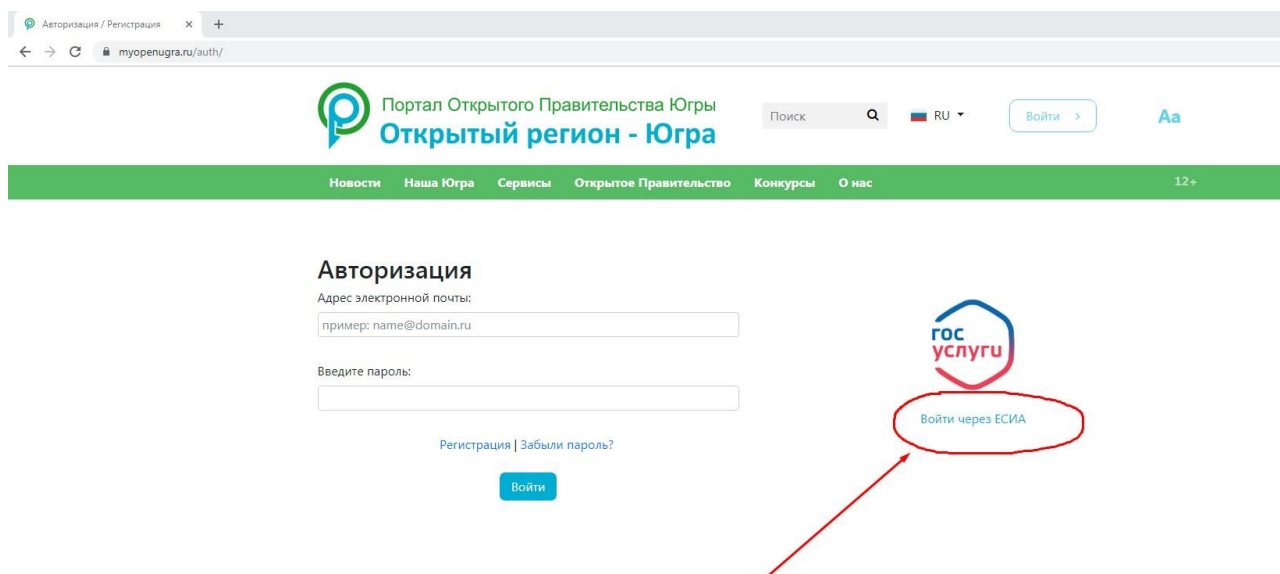 Авторизация / Регистрация
myopenugra.ru/auth/
Портал Открытого Правительства Югры
Открытый регион - Югра
Поиск
RU
Войти
Aa
Новости Наша Югра Сервисы Открытое Правительство Конкурсы О нас 12+
Авторизация
Адрес электронной почты:
пример: name@domain.ru
Введите пароль:
Регистрация | Забыли пароль?
Войти
гос
услуги
Войти через ЕСИА